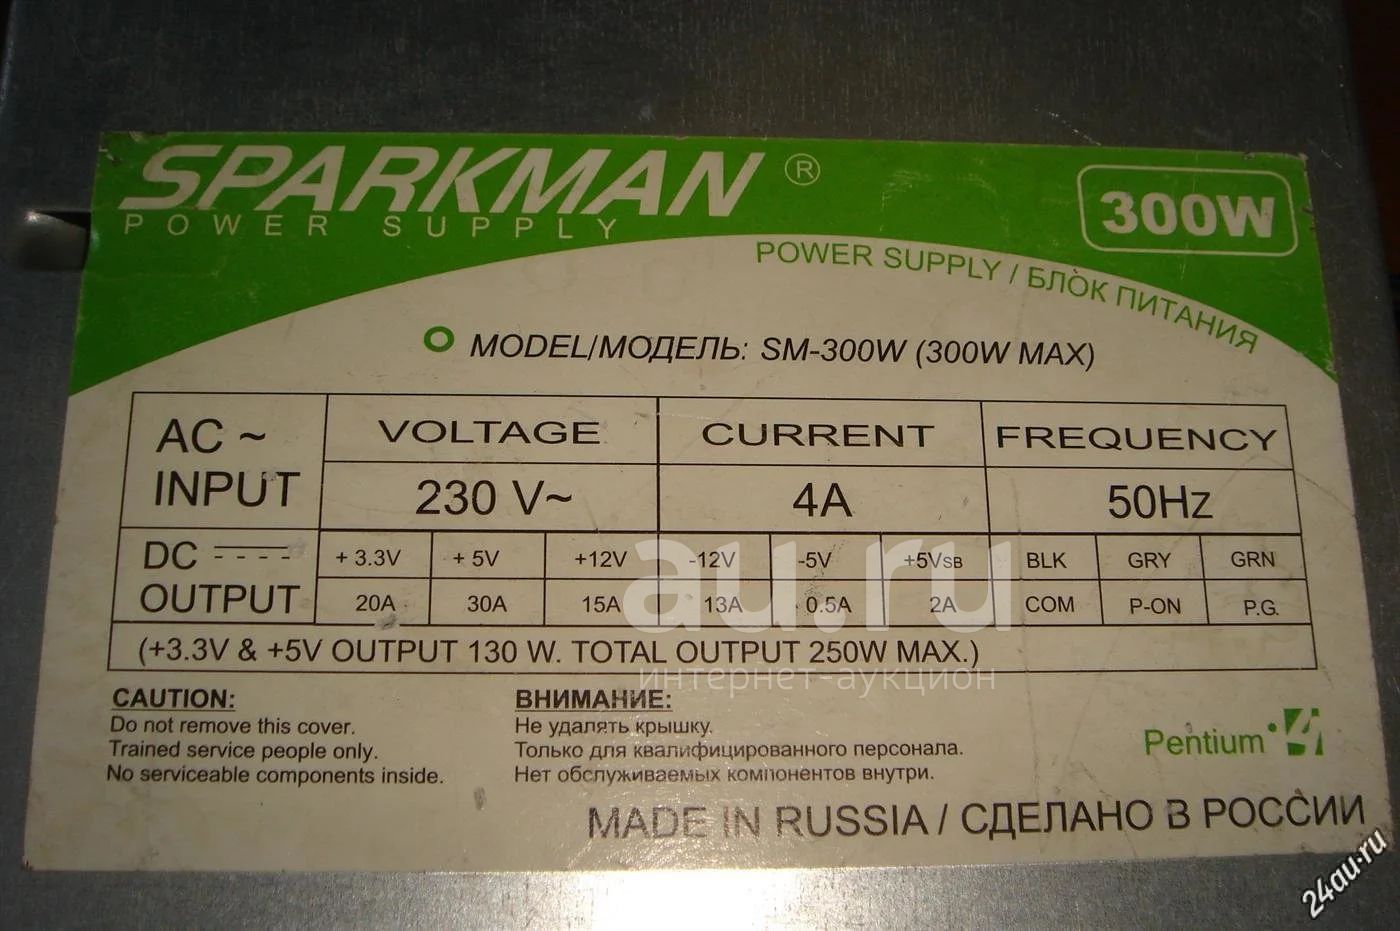 SPARKMAN ®
POWER SUPPLY
300W
POWER SUPPLY / БЛОК ПИТАНИЯ
MODEL/МОДЕЛЬ: SM-300W (300W MAX)
AC ~ INPUT VOLTAGE CURRENT FREQUENCY
230 V~ 4A 50Hz
DC OUTPUT + 3.3V + 5V +12V -12V -5V +5VSB BLK GRY GRN
20A 30A 15A 13A 0.5A 2A COM P-ON P.G.
(+3.3V & +5V OUTPUT 130 W. TOTAL OUTPUT 250W MAX.)
au.ru
интернет-аукцион
CAUTION:
Do not remove this cover.
Trained service people only.
No serviceable components inside.
ВНИМАНИЕ:
Не удалять крышку.
Только для квалифицированного персонала.
Нет обслуживаемых компонентов внутри.
Pentium 4
MADE IN RUSSIA / СДЕЛАНО В РОССИИ
24au.ru